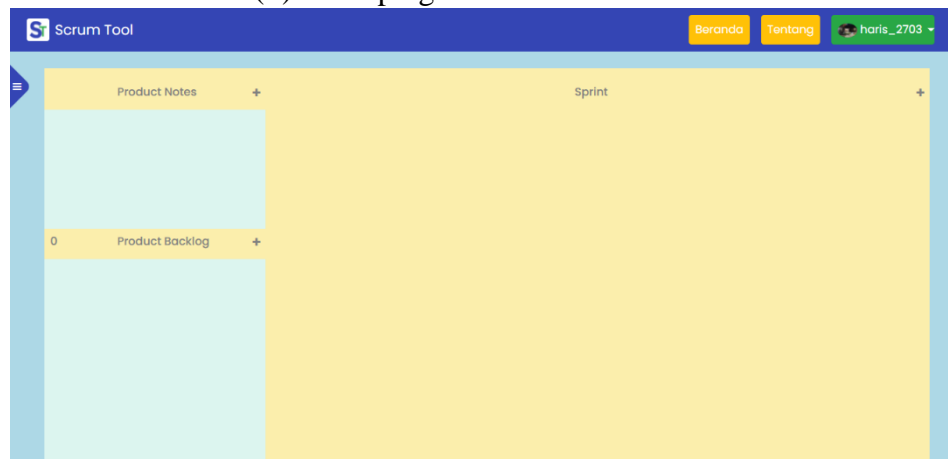 Scrum Tool
Beranda
Tentang
haris_2703
Product Notes +
Sprint +
0 Product Backlog +